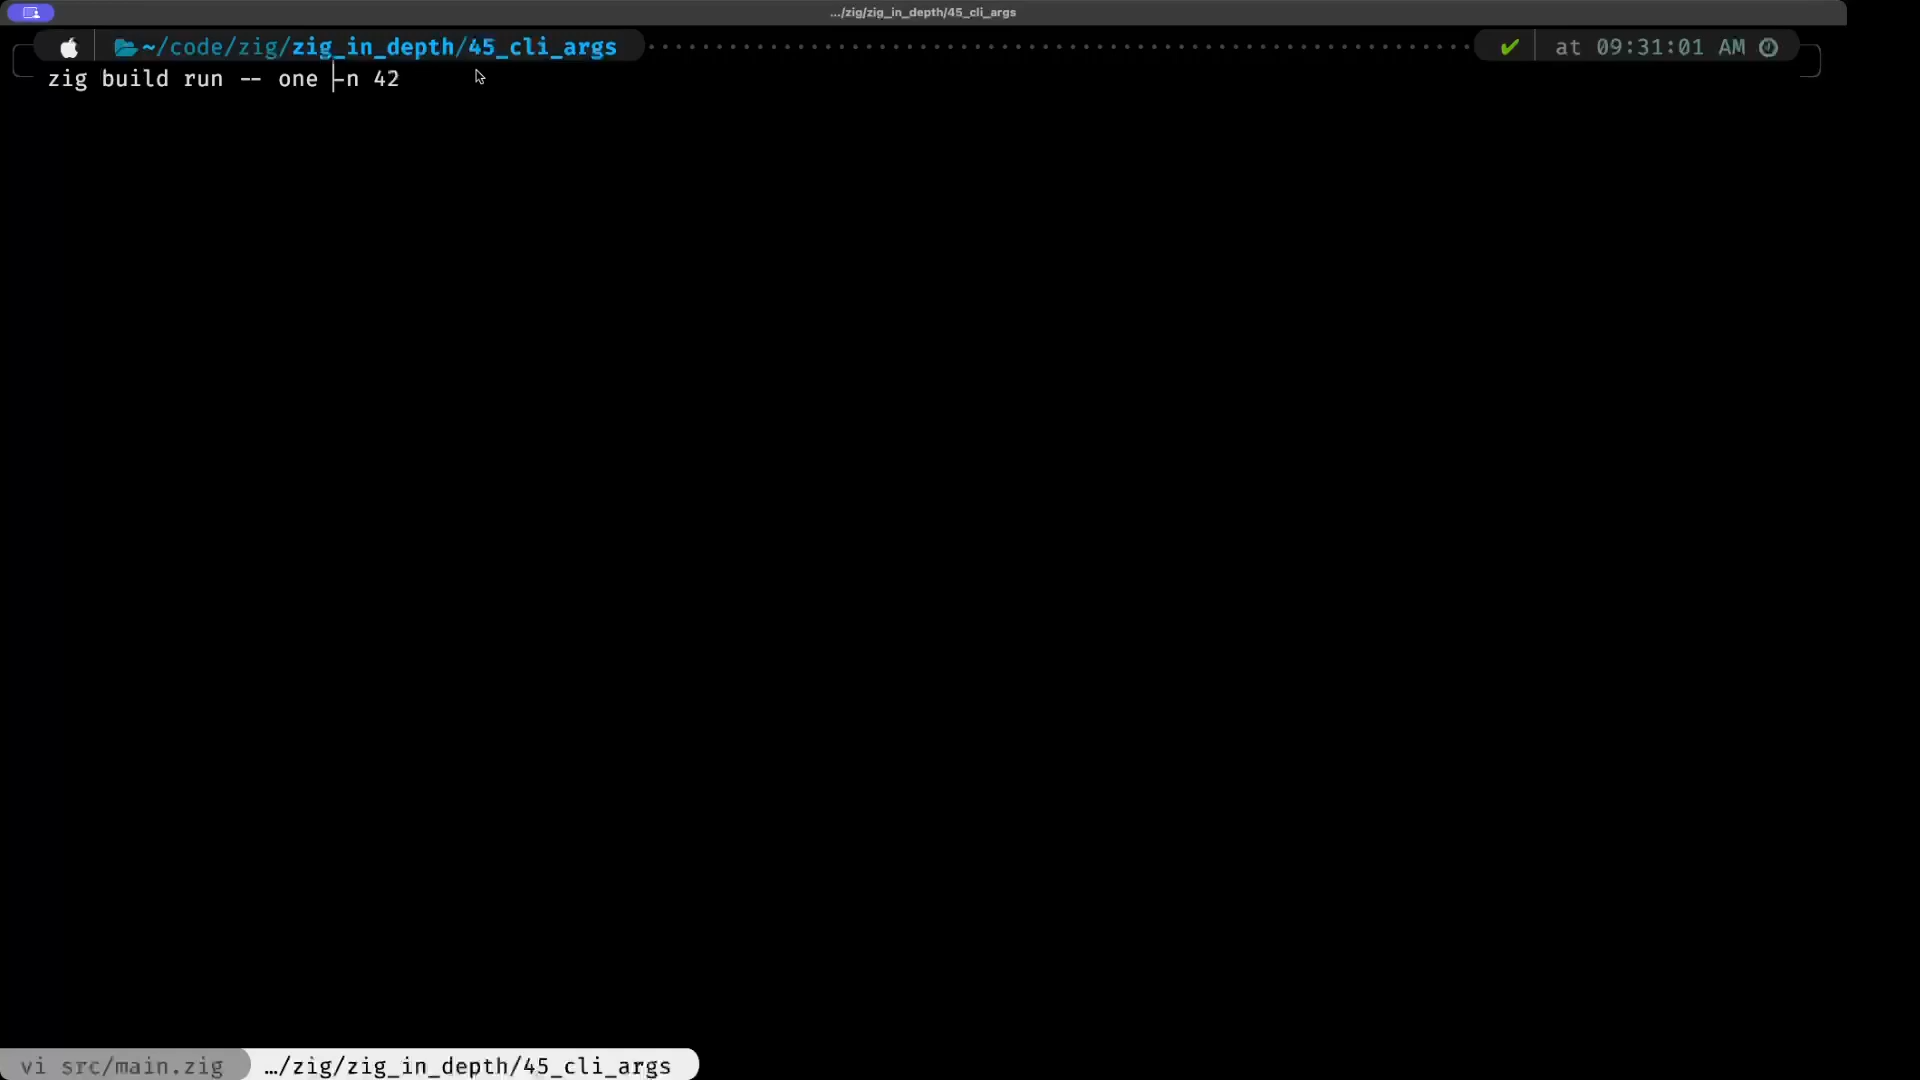 .../zig/zig_in_depth/45_cli_args
~/code/zig/zig_in_depth/45_cli_args ✔ at 09:31:01 AM
zig build run -- one -n 42
vi src/main.zig …/zig/zig_in_depth/45_cli_args